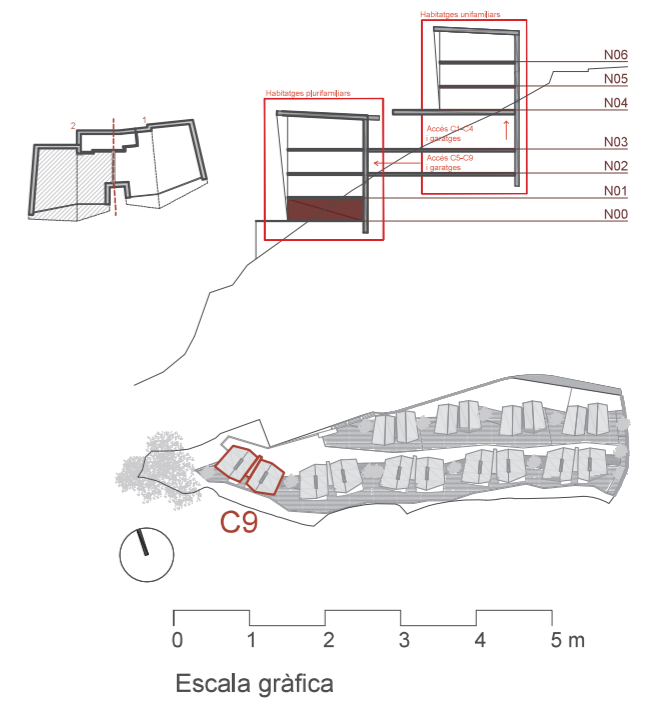 Habitatges unifamiliars
N06
N05
N04
Habitatges plurifamiliars
2
1
Accés C1-C4
i garatges
N03
Accés C5-C9
i garatges
N02
N01
N00
C9
0 1 2 3 4 5 m
Escala gràfica